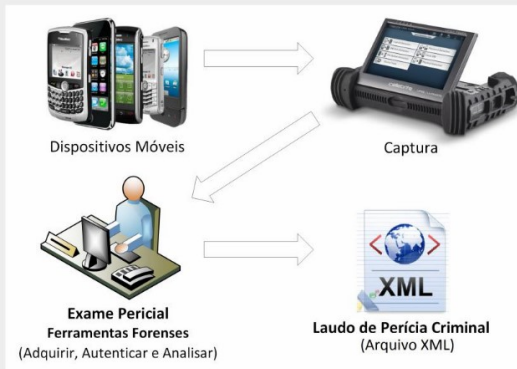 Dispositivos Móveis
Captura
Exame Pericial
Ferramentas Forenses
(Adquirir, Autenticar e Analisar)
XML
Laudo de Perícia Criminal
(Arquivo XML)